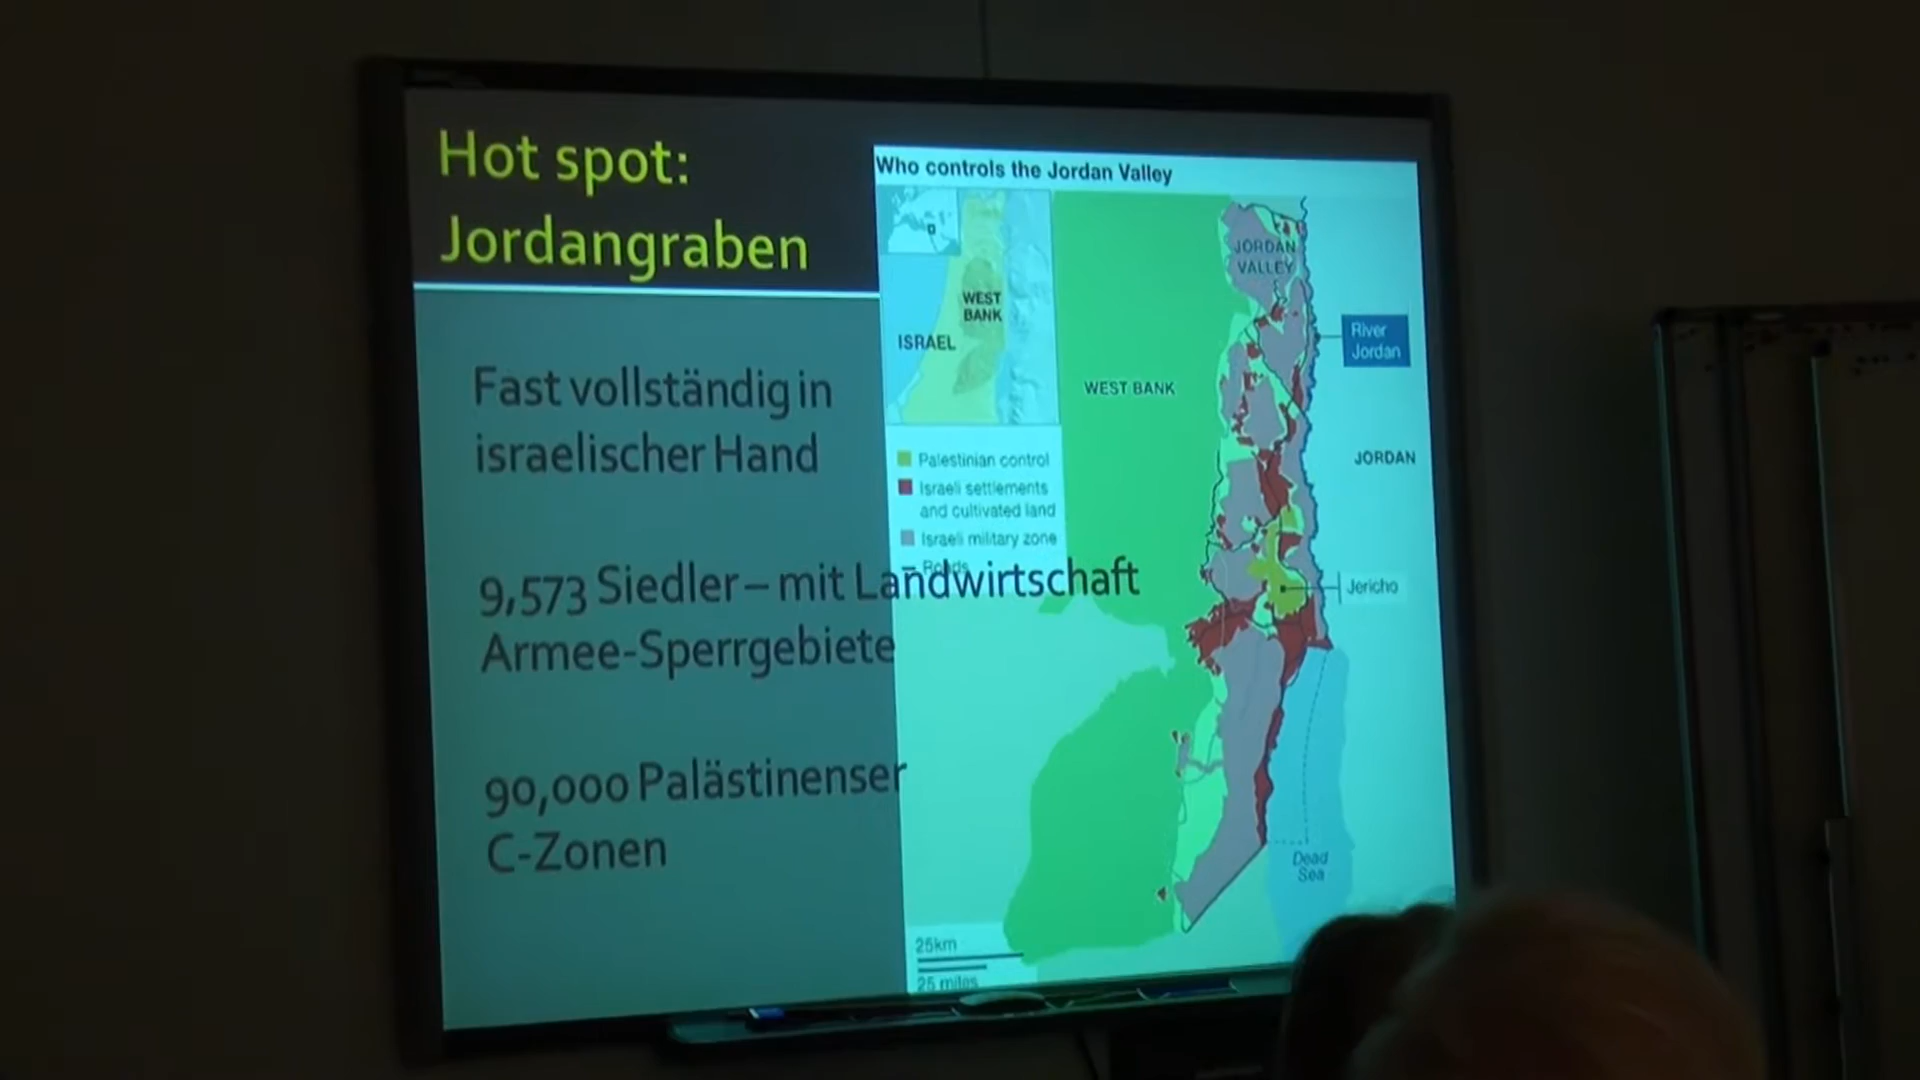 Hot spot:
Jordangraben
Fast vollständig in
israelischer Hand
9,573 Siedler – mit Landwirtschaft
Armee-Sperrgebiete
90,000 Palästinenser
C-Zonen
Who controls the Jordan Valley
WEST
BANK
ISRAEL
Palestinian control
Israeli settlements
and cultivated land
Israeli military zone
Roads
JORDAN
VALLEY
River
Jordan
WEST BANK
JORDAN
Jericho
Dead
Sea
25km
25 miles